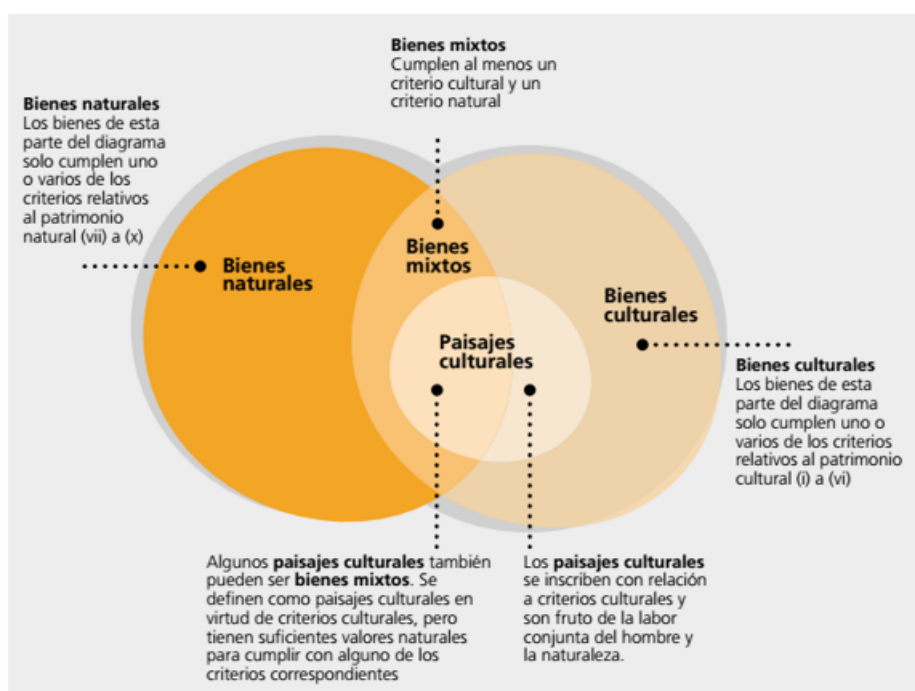 Bienes mixtos
Cumplen al menos un
criterio cultural y un
criterio natural
Bienes naturales
Los bienes de esta
parte del diagrama
solo cumplen uno
o varios de los
criterios relativos
al patrimonio
natural (vii) a (x)
Bienes
naturales
Bienes
mixtos
Paisajes
culturales
Bienes
culturales
Bienes culturales
Los bienes de esta
parte del diagrama
solo cumplen uno o
varios de los criterios
relativos al patrimonio
cultural (i) a (vi)
Algunos paisajes culturales también
pueden ser bienes mixtos. Se
definen como paisajes culturales en
virtud de criterios culturales, pero
tienen suficientes valores naturales
para cumplir con alguno de los
criterios correspondientes
Los paisajes culturales
se inscriben con relación
a criterios culturales y
son fruto de la labor
conjunta del hombre y
la naturaleza.